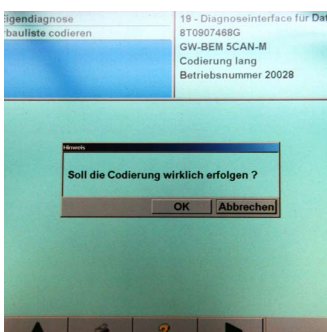 Eigendiagnose
rbauliste codieren
19 - Diagnoseinterface für Dat
8T0907468G
GW-BEM 5CAN-M
Codierung lang
Betriebsnummer 20028
Hinweis
Soll die Codierung wirklich erfolgen ?
OK Abbrechen
?